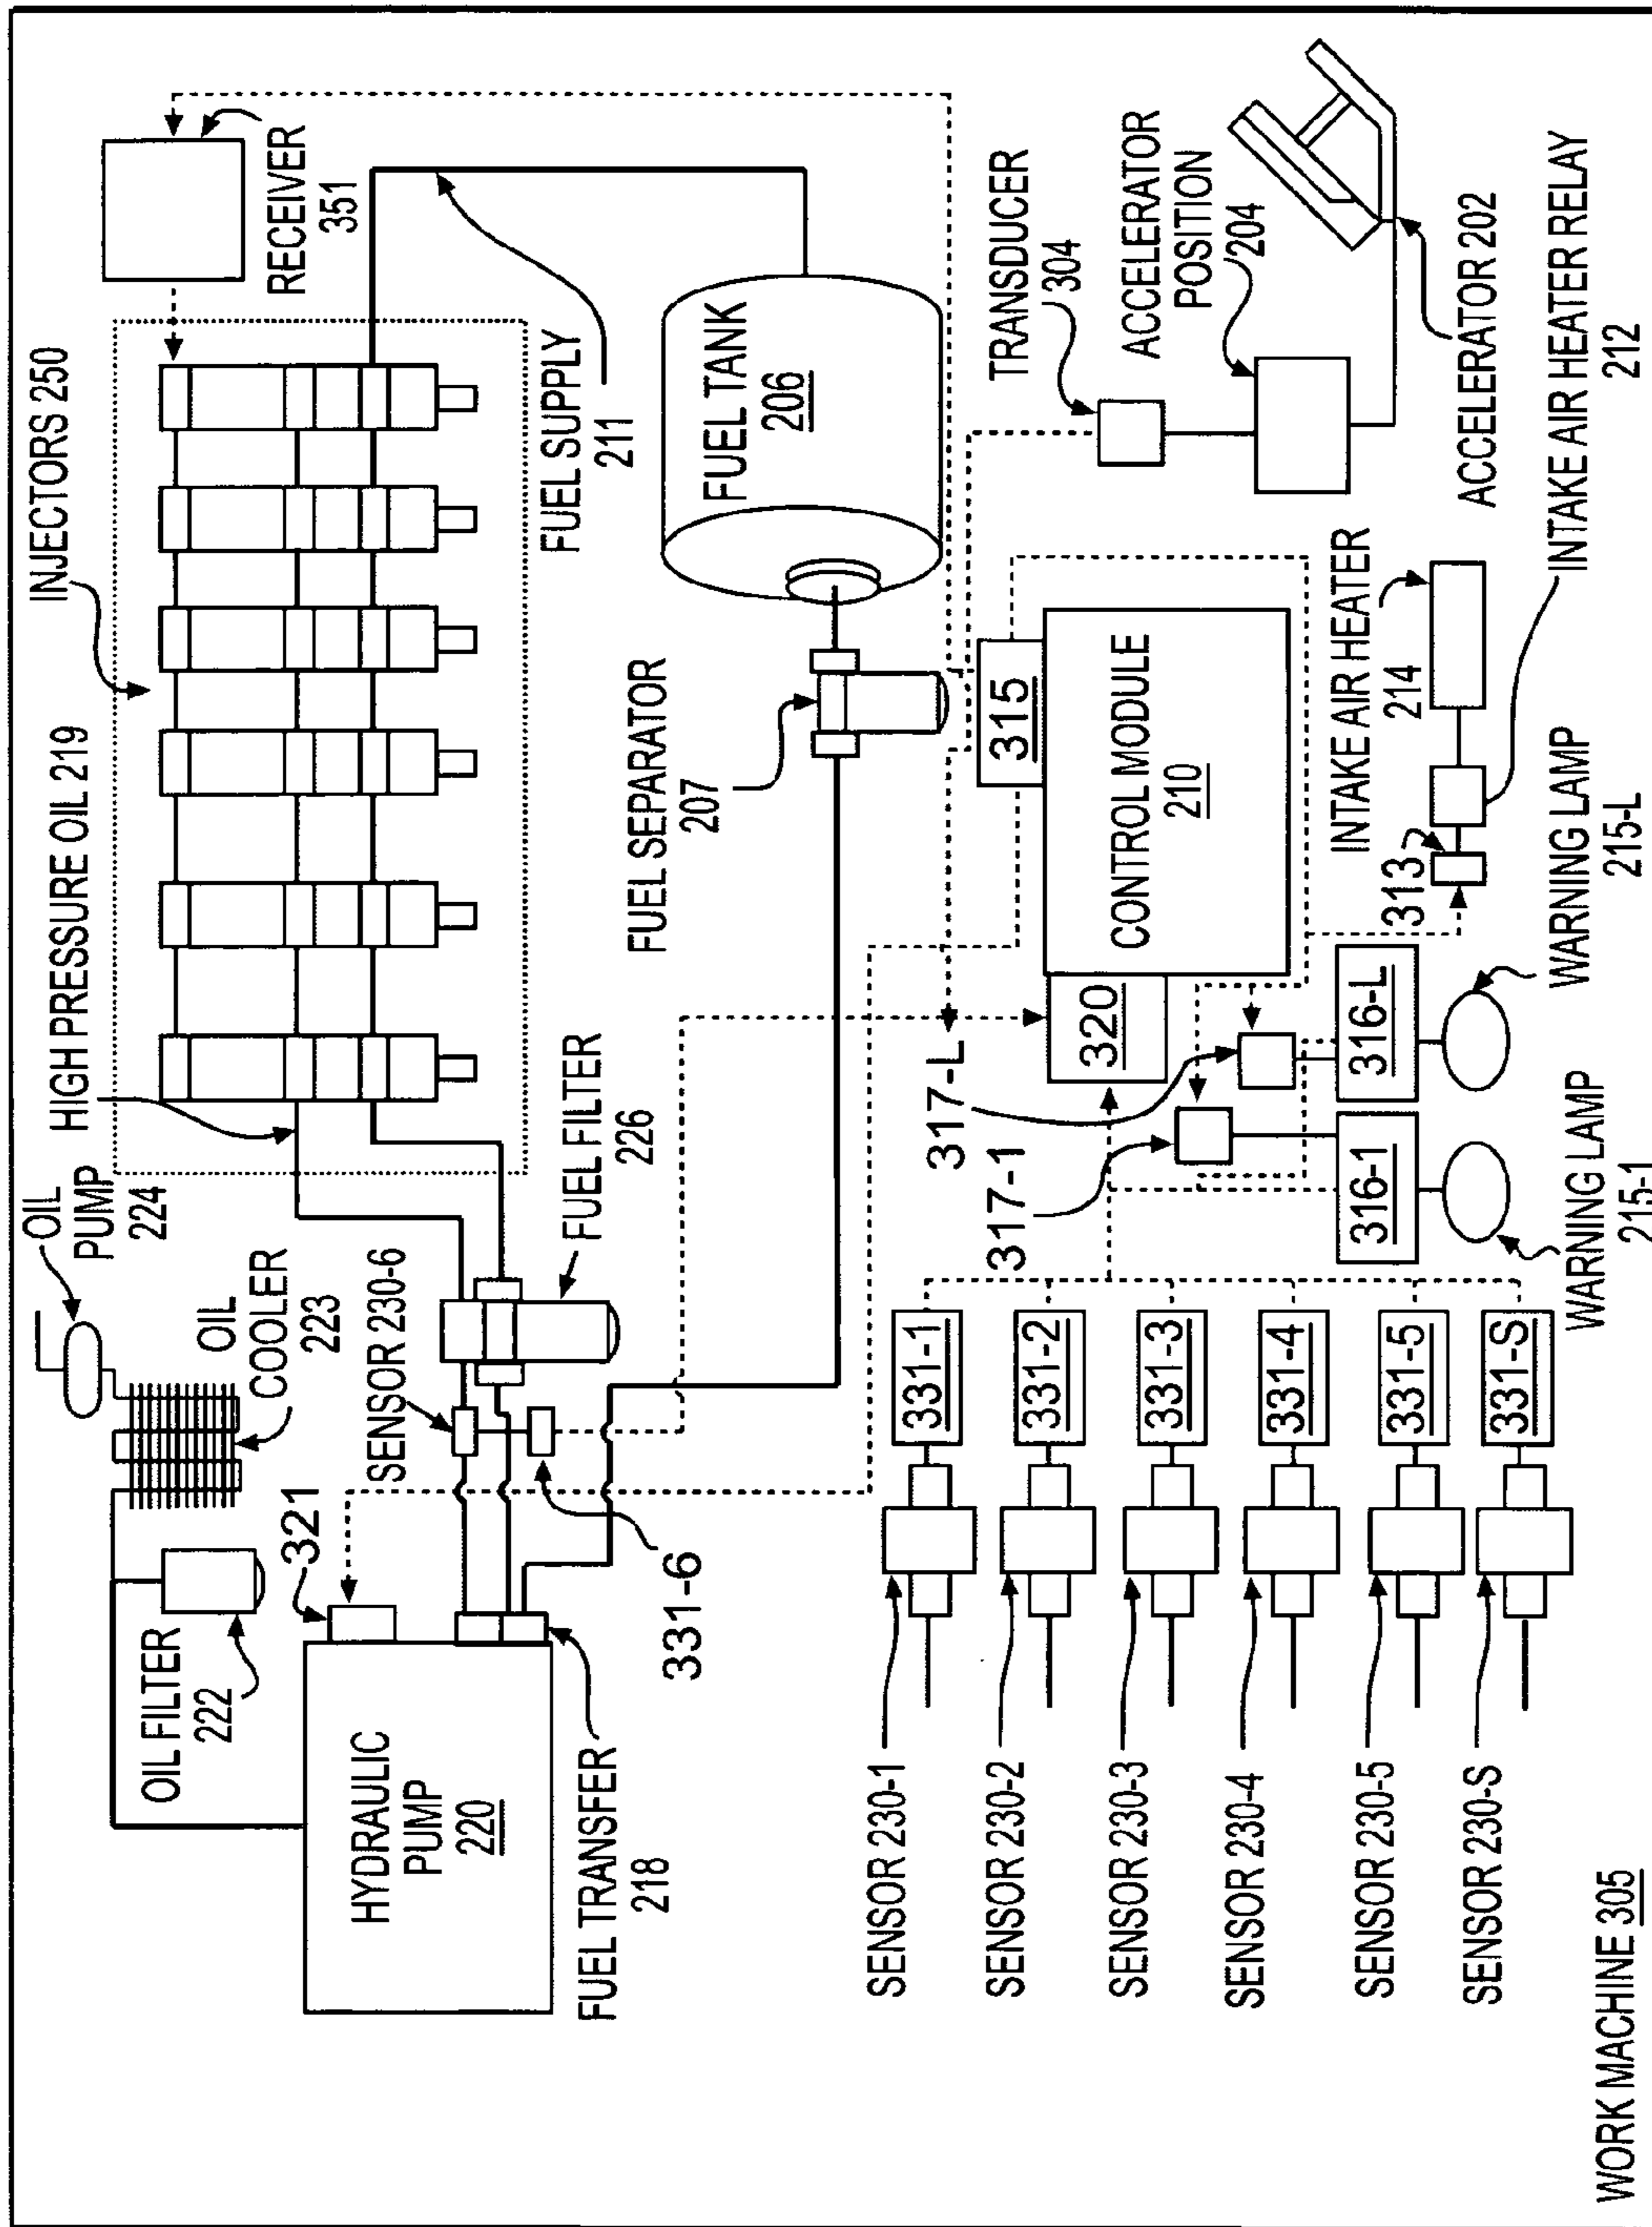 OIL
PUMP
224
HIGH PRESSURE OIL 219
INJECTORS 250
RECEIVER
351
OIL FILTER
222
OIL
COOLER
223
321
HYDRAULIC
PUMP
220
SENSOR 230-6
FUEL FILTER
226
FUEL SUPPLY
211
FUEL TRANSFER
218
331-6
FUEL SEPARATOR
207
FUEL TANK
206
SENSOR 230-1
331-1
SENSOR 230-2
331-2
SENSOR 230-3
331-3
SENSOR 230-4
331-4
SENSOR 230-5
331-5
SENSOR 230-S
331-S
317-L
317-1
320
315
CONTROL MODULE
210
TRANSDUCER
304
ACCELERATOR
POSITION
204
ACCELERATOR 202
316-1
316-L
313
INTAKE AIR HEATER
214
INTAKE AIR HEATER RELAY
212
WARNING LAMP
215-1
WARNING LAMP
215-L
WORK MACHINE 305